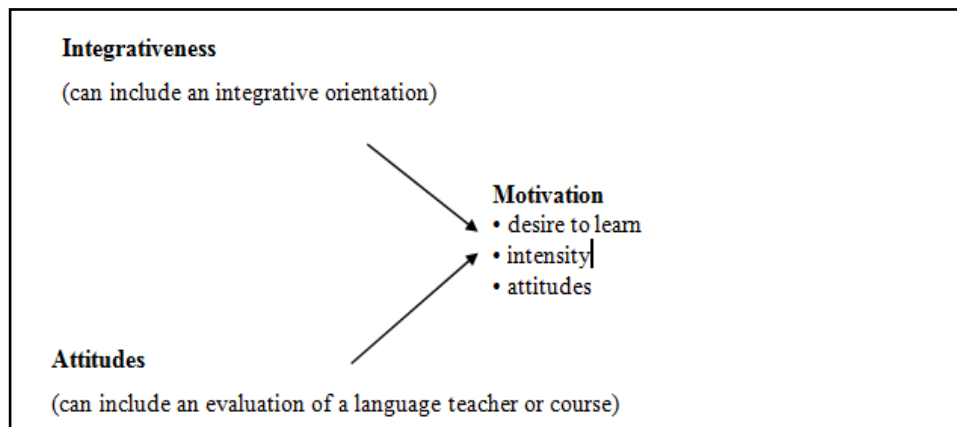 Integrativeness
(can include an integrative orientation)
Motivation
• desire to learn
• intensity
• attitudes
Attitudes
(can include an evaluation of a language teacher or course)